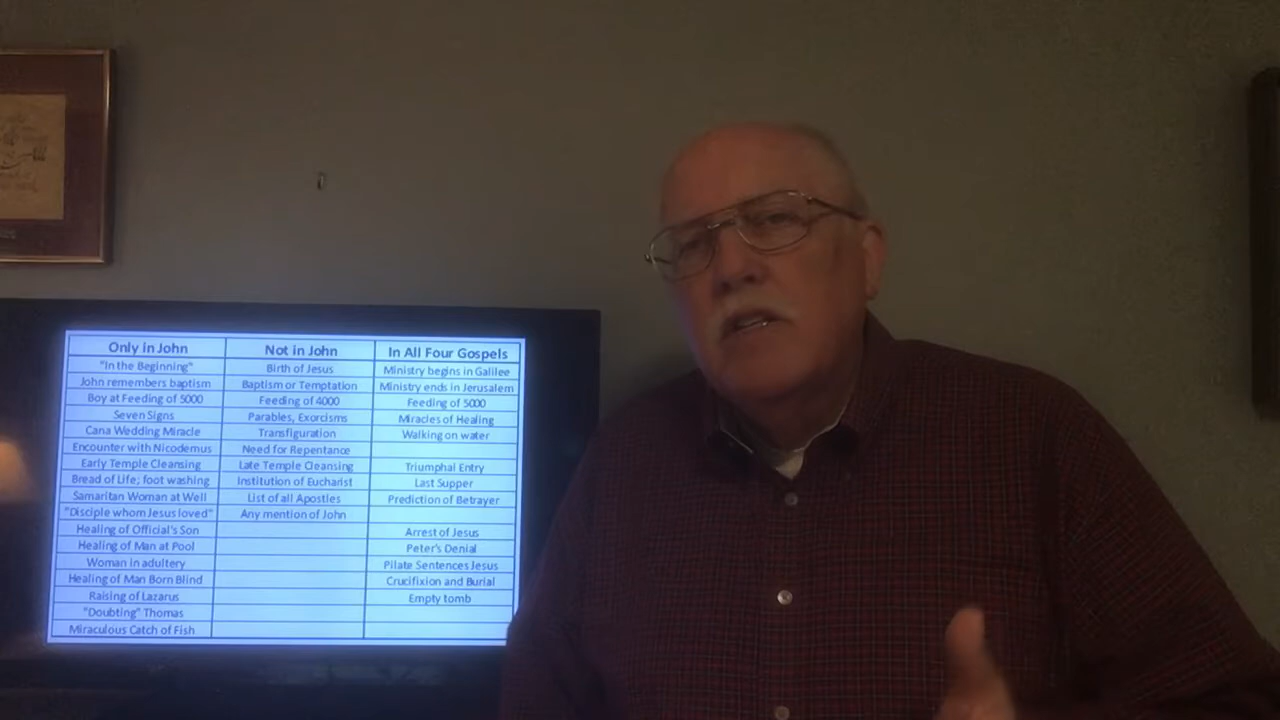 Only in John Not in John In All Four Gospels
"In the Beginning" Birth of Jesus Ministry begins in Galilee
John remembers baptism Baptism or Temptation Ministry ends in Jerusalem
Boy at Feeding of 5000 Feeding of 4000 Feeding of 5000
Seven Signs Parables, Exorcisms Miracles of Healing
Cana Wedding Miracle Transfiguration Walking on water
Encounter with Nicodemus Need for Repentance
Early Temple Cleansing Late Temple Cleansing Triumphal Entry
Bread of Life; foot washing Institution of Eucharist Last Supper
Samaritan Woman at Well List of all Apostles Prediction of Betrayer
"Disciple whom Jesus loved" Any mention of John
Healing of Official's Son Arrest of Jesus
Healing of Man at Pool Peter's Denial
Woman in adultery Pilate Sentences Jesus
Healing of Man Born Blind Crucifixion and Burial
Raising of Lazarus Empty tomb
"Doubting" Thomas
Miraculous Catch of Fish